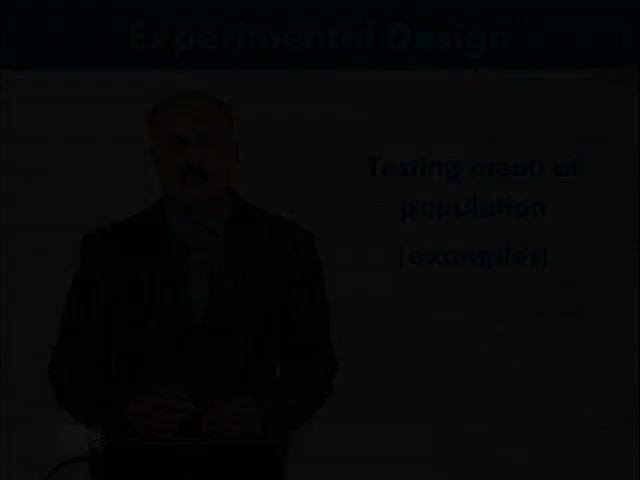 Experimental Design
Testing mean of
population
(examples)